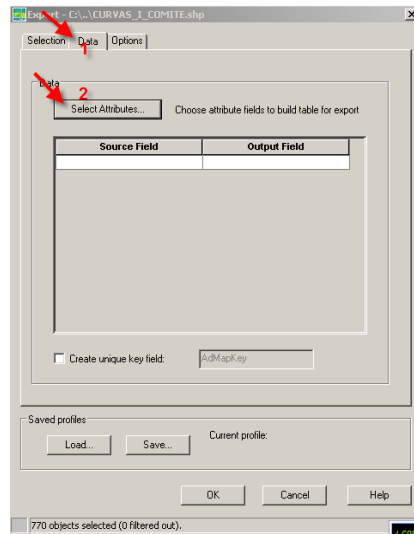 Export - C:\..\CURVAS_I_COMITE.shp
Selection Data Options
1
Data
2
Select Attributes... Choose attribute fields to build table for export
Source Field Output Field
Create unique key field: AdMapKey
Saved profiles
Load... Save... Current profile:
OK Cancel Help
770 objects selected (0 filtered out).